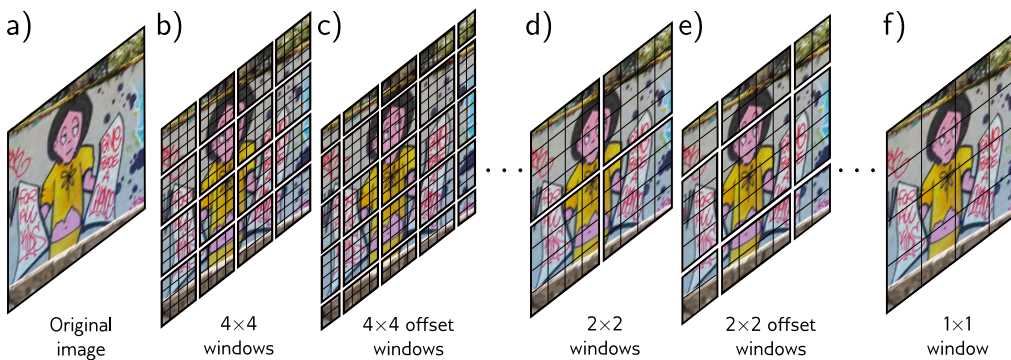 a)
b)
c)
d)
e)
f)
Original
image
4×4
windows
4×4 offset
windows
2×2
windows
2×2 offset
windows
1×1
window